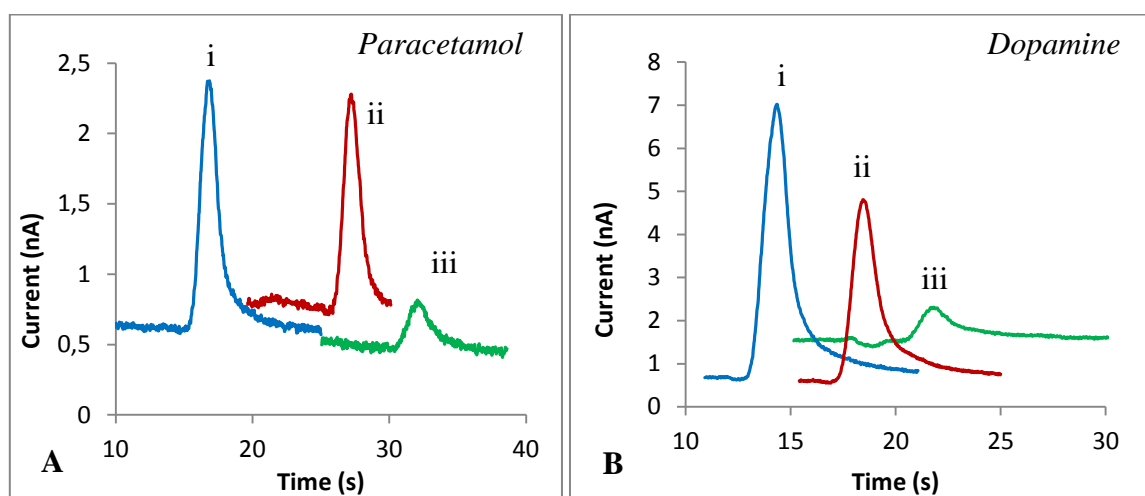 Paracetamol
i
ii
iii
Current (nA)
2,5
2
1,5
1
0,5
0
10 20 30 40
Time (s)
A
Dopamine
i
ii
iii
Current (nA)
8
7
6
5
4
3
2
1
0
10 15 20 25 30
Time (s)
B